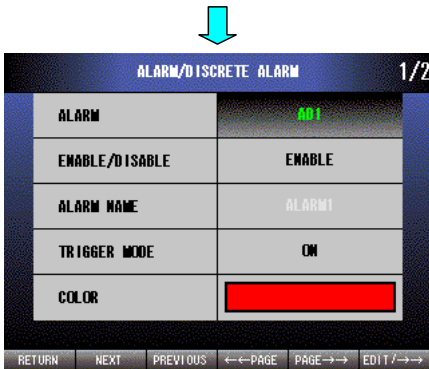 ALARM/DISCRETE ALARM 1/2
ALARM AD1
ENABLE/DISABLE ENABLE
ALARM NAME ALARM1
TRIGGER MODE ON
COLOR
RETURN NEXT PREVIOUS ←←PAGE PAGE→→ EDIT/→→